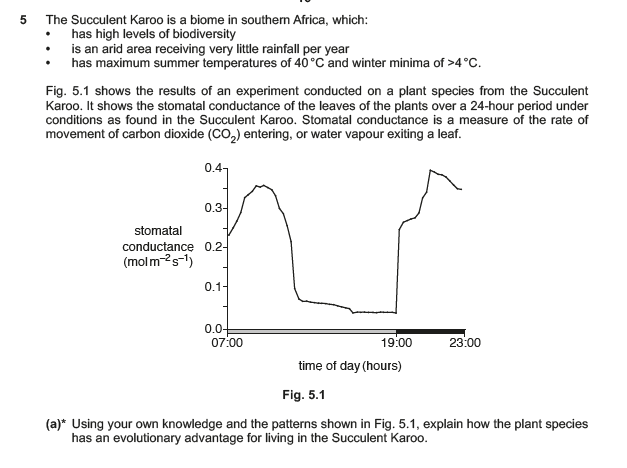 5 The Succulent Karoo is a biome in southern Africa, which:
• has high levels of biodiversity
• is an arid area receiving very little rainfall per year
• has maximum summer temperatures of 40°C and winter minima of >4°C.
Fig. 5.1 shows the results of an experiment conducted on a plant species from the Succulent
Karoo. It shows the stomatal conductance of the leaves of the plants over a 24-hour period under
conditions as found in the Succulent Karoo. Stomatal conductance is a measure of the rate of
movement of carbon dioxide (CO₂) entering, or water vapour exiting a leaf.
0.4
0.3
stomatal
conductance 0.2
(mol m⁻² s⁻¹)
0.1
0.0
07:00 19:00 23:00
time of day (hours)
Fig. 5.1
(a)* Using your own knowledge and the patterns shown in Fig. 5.1, explain how the plant species
has an evolutionary advantage for living in the Succulent Karoo.